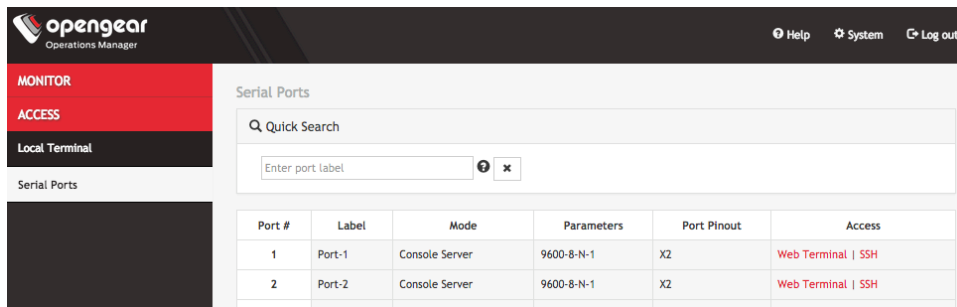 opengear
Operations Manager
Help System Log out
MONITOR
ACCESS
Local Terminal
Serial Ports
Serial Ports
Quick Search
Enter port label
Port # Label Mode Parameters Port Pinout Access
1 Port-1 Console Server 9600-8-N-1 X2 Web Terminal | SSH
2 Port-2 Console Server 9600-8-N-1 X2 Web Terminal | SSH